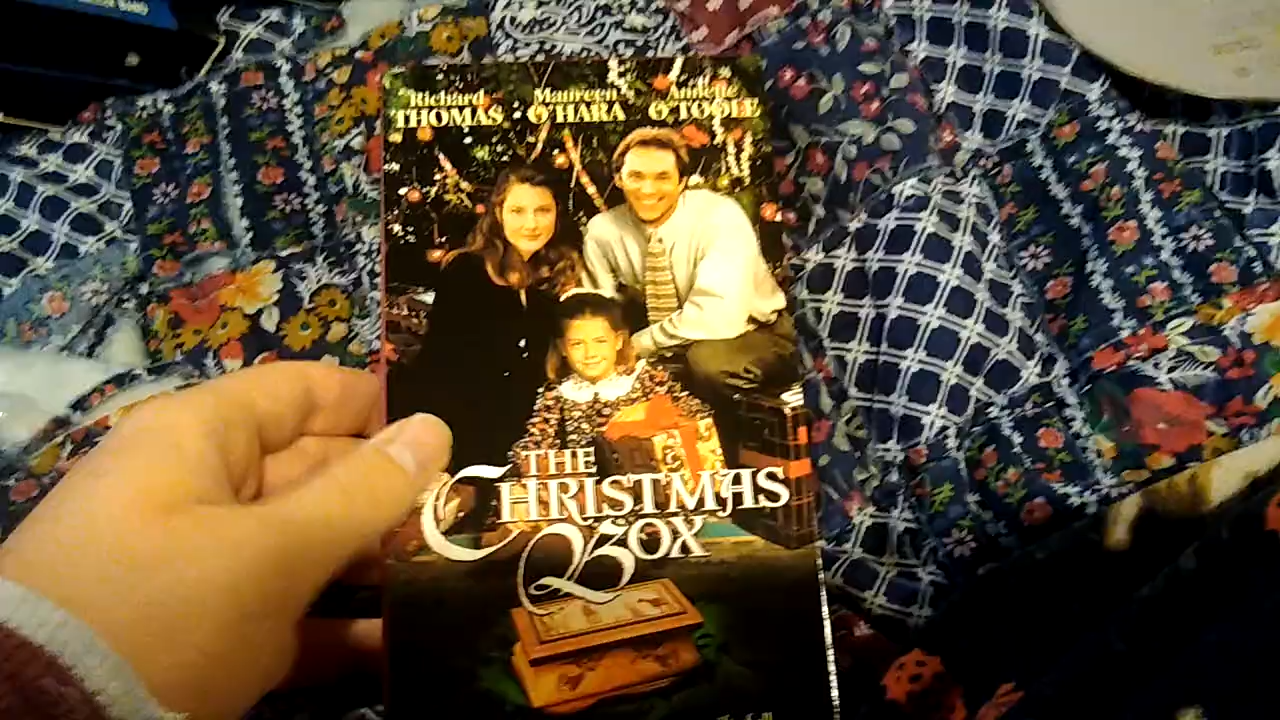 Richard Maureen Annette
THOMAS O'HARA O'TOOLE
THE
CHRISTMAS
BOX